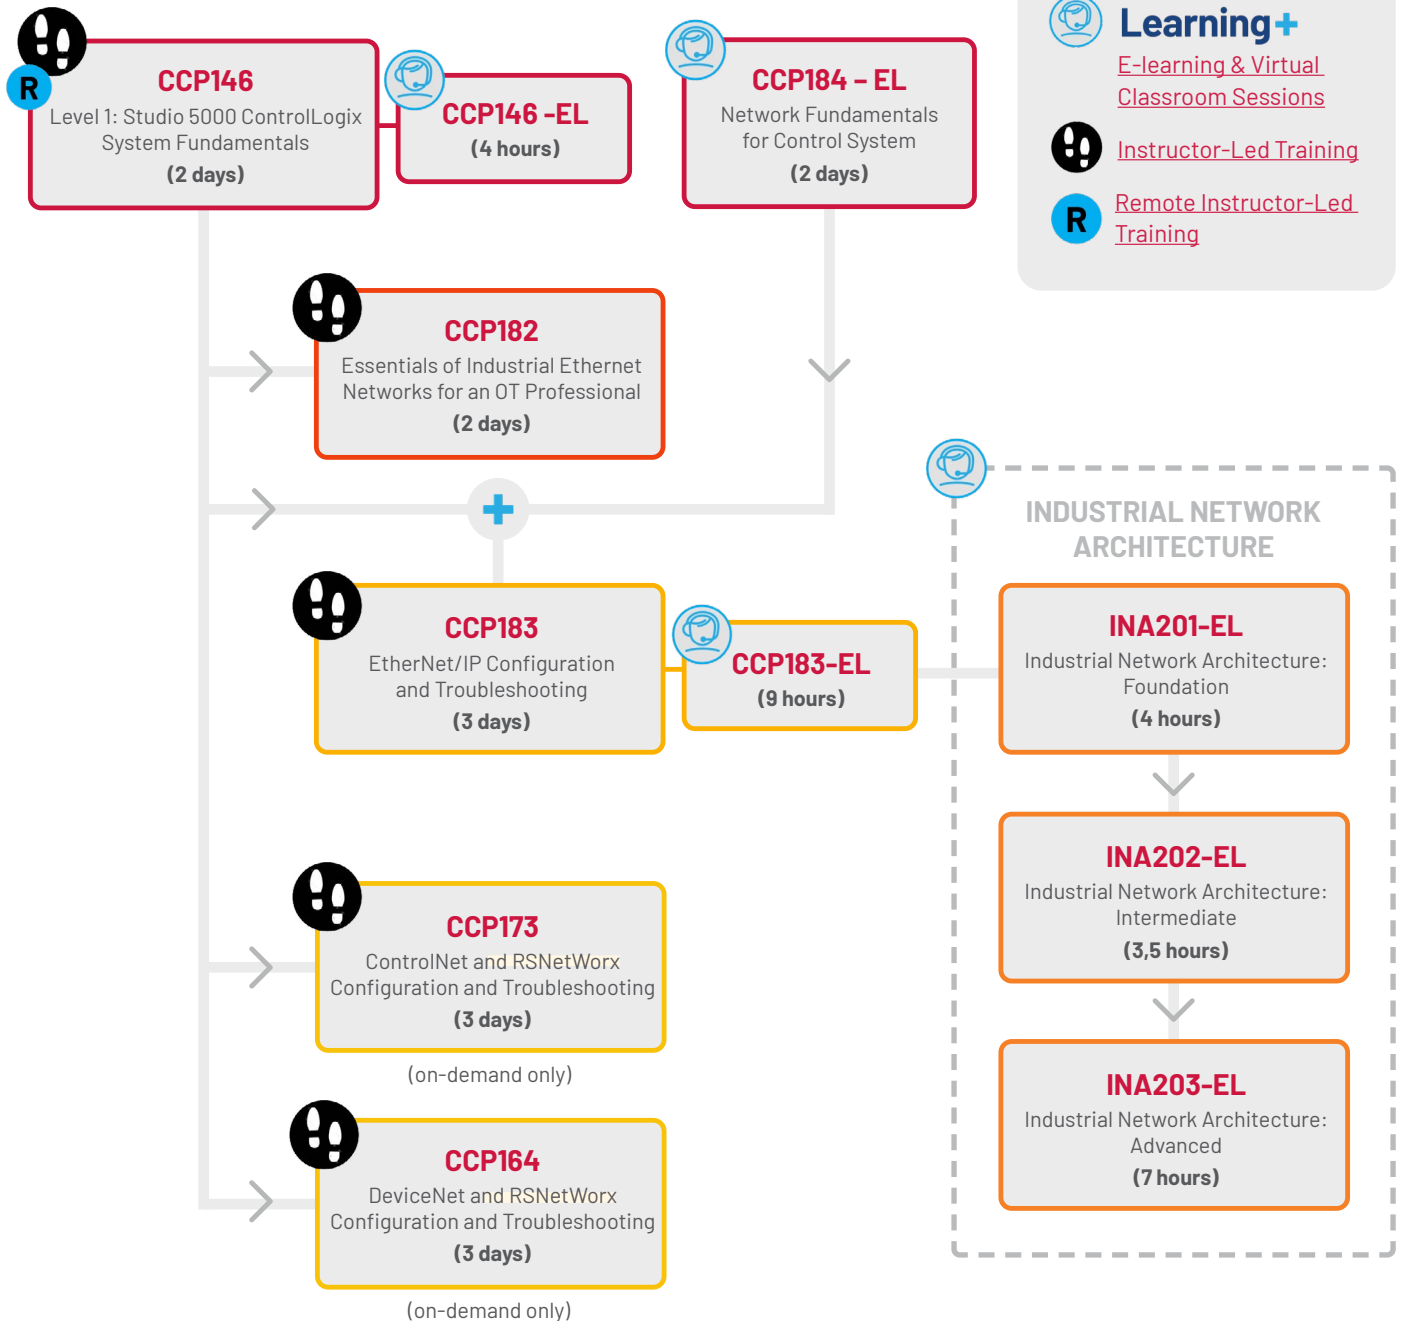 Learning+
E-learning & Virtual
Classroom Sessions
Instructor-Led Training
R
Remote Instructor-Led
Training
R
CCP146
Level 1: Studio 5000 ControlLogix
System Fundamentals
(2 days)
CCP146 -EL
(4 hours)
CCP184 – EL
Network Fundamentals
for Control System
(2 days)
CCP182
Essentials of Industrial Ethernet
Networks for an OT Professional
(2 days)
+
CCP183
EtherNet/IP Configuration
and Troubleshooting
(3 days)
CCP183-EL
(9 hours)
INDUSTRIAL NETWORK
ARCHITECTURE
INA201-EL
Industrial Network Architecture:
Foundation
(4 hours)
INA202-EL
Industrial Network Architecture:
Intermediate
(3,5 hours)
INA203-EL
Industrial Network Architecture:
Advanced
(7 hours)
CCP173
ControlNet and RSNetWorx
Configuration and Troubleshooting
(3 days)
(on-demand only)
CCP164
DeviceNet and RSNetWorx
Configuration and Troubleshooting
(3 days)
(on-demand only)